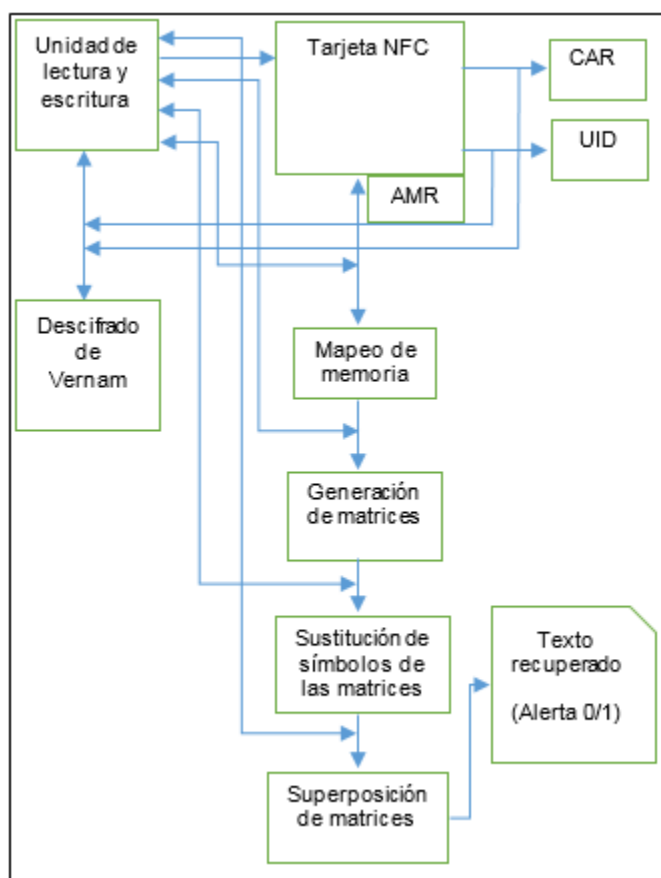 Unidad de
lectura y
escritura
Tarjeta NFC
CAR
UID
AMR
Descifrado
de
Vernam
Mapeo de
memoria
Generación
de matrices
Sustitución de
símbolos de
las matrices
Texto
recuperado
(Alerta 0/1)
Superposición
de matrices